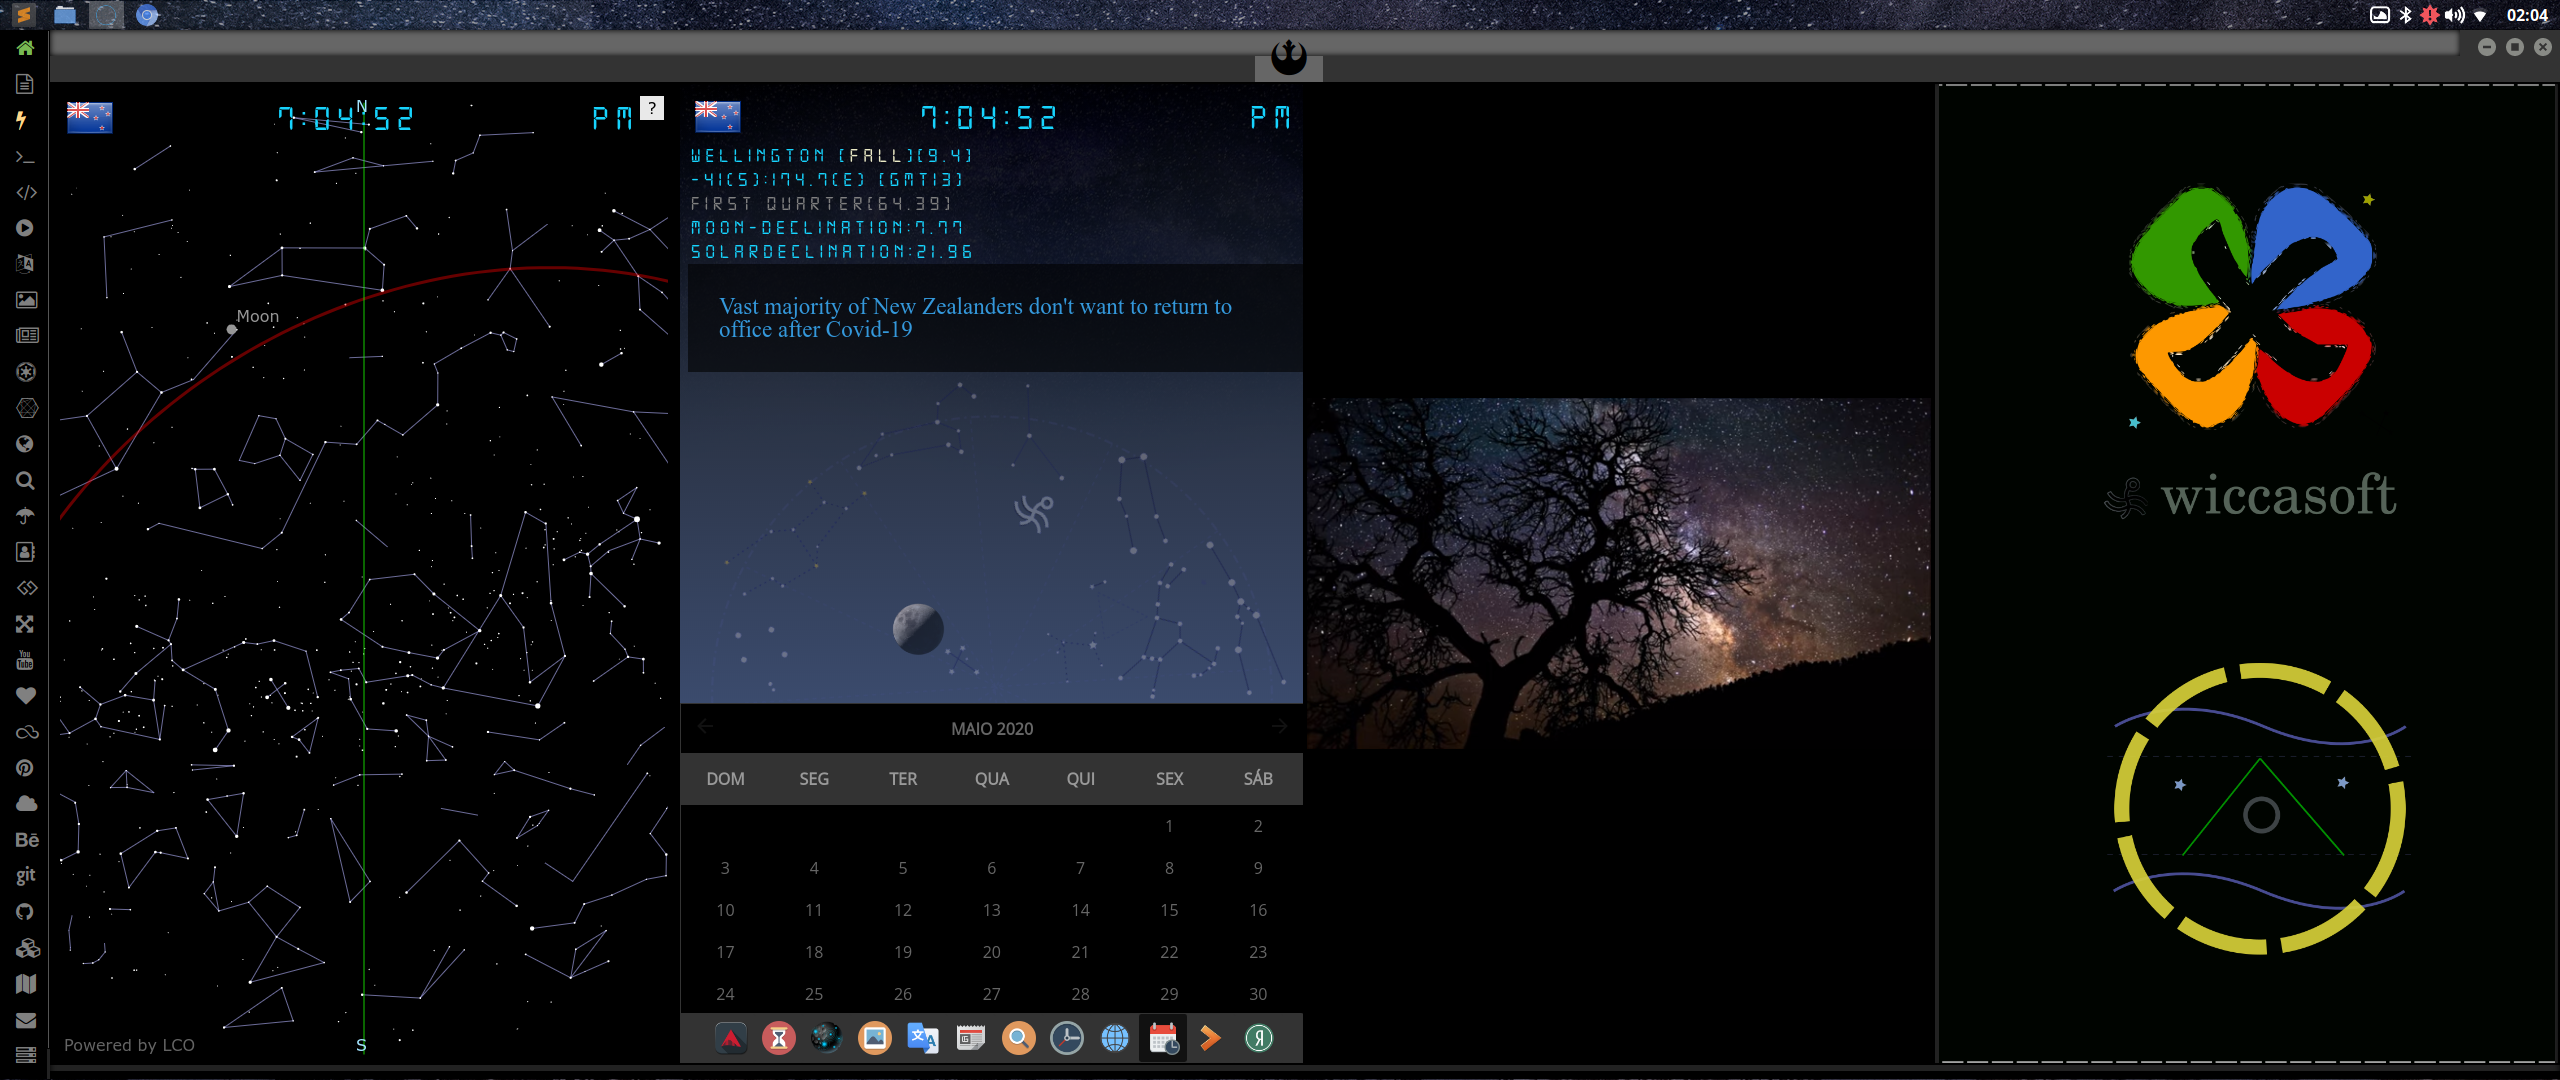 02:04
N
7:04:52 PM
?
Moon
You
Tube
Bē
git
Powered by LCO
S
7:04:52 PM
WELLINGTON [FALL][9.4]
-41(S):174.7(E) [GMT13]
FIRST QUARTER[64.39]
MOON-DECLINATION:7.77
SOLARDECLINATION:21.96
Vast majority of New Zealanders don't want to return to
office after Covid-19
← MAIO 2020 →
DOM SEG TER QUA QUI SEX SÁB
1 2
3 4 5 6 7 8 9
10 11 12 13 14 15 16
17 18 19 20 21 22 23
24 25 26 27 28 29 30
文 A
Я
wiccasoft